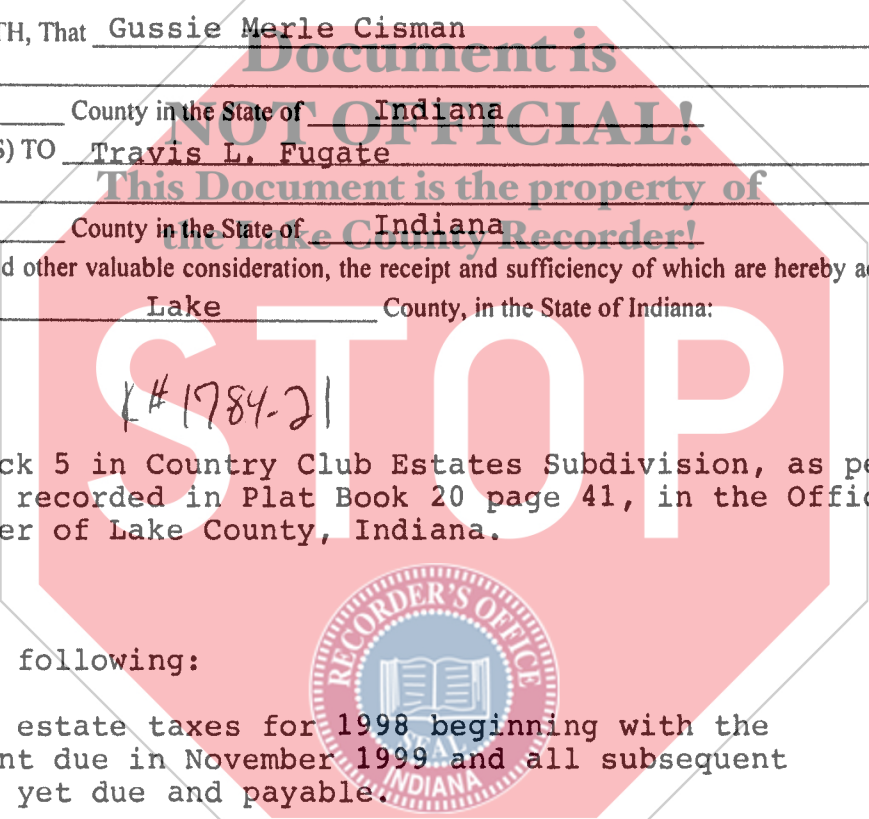 TH, That Gussie Merle Cisman
Document is
County in the State of Indiana
NOT OFFICIAL!
S) TO Travis L. Fugate
This Document is the property of
County in the State of Indiana
the Lake County Recorder!
d other valuable consideration, the receipt and sufficiency of which are hereby a
Lake County, in the State of Indiana:
STOP
#1784-21
ck 5 in Country Club Estates Subdivision, as pe
recorded in Plat Book 20 page 41, in the Offic
er of Lake County, Indiana.
RECORDER'S OFFICE
following:
estate taxes for 1998 beginning with the
SEAL
nt due in November 1999 and all subsequent
INDIANA
yet due and payable.